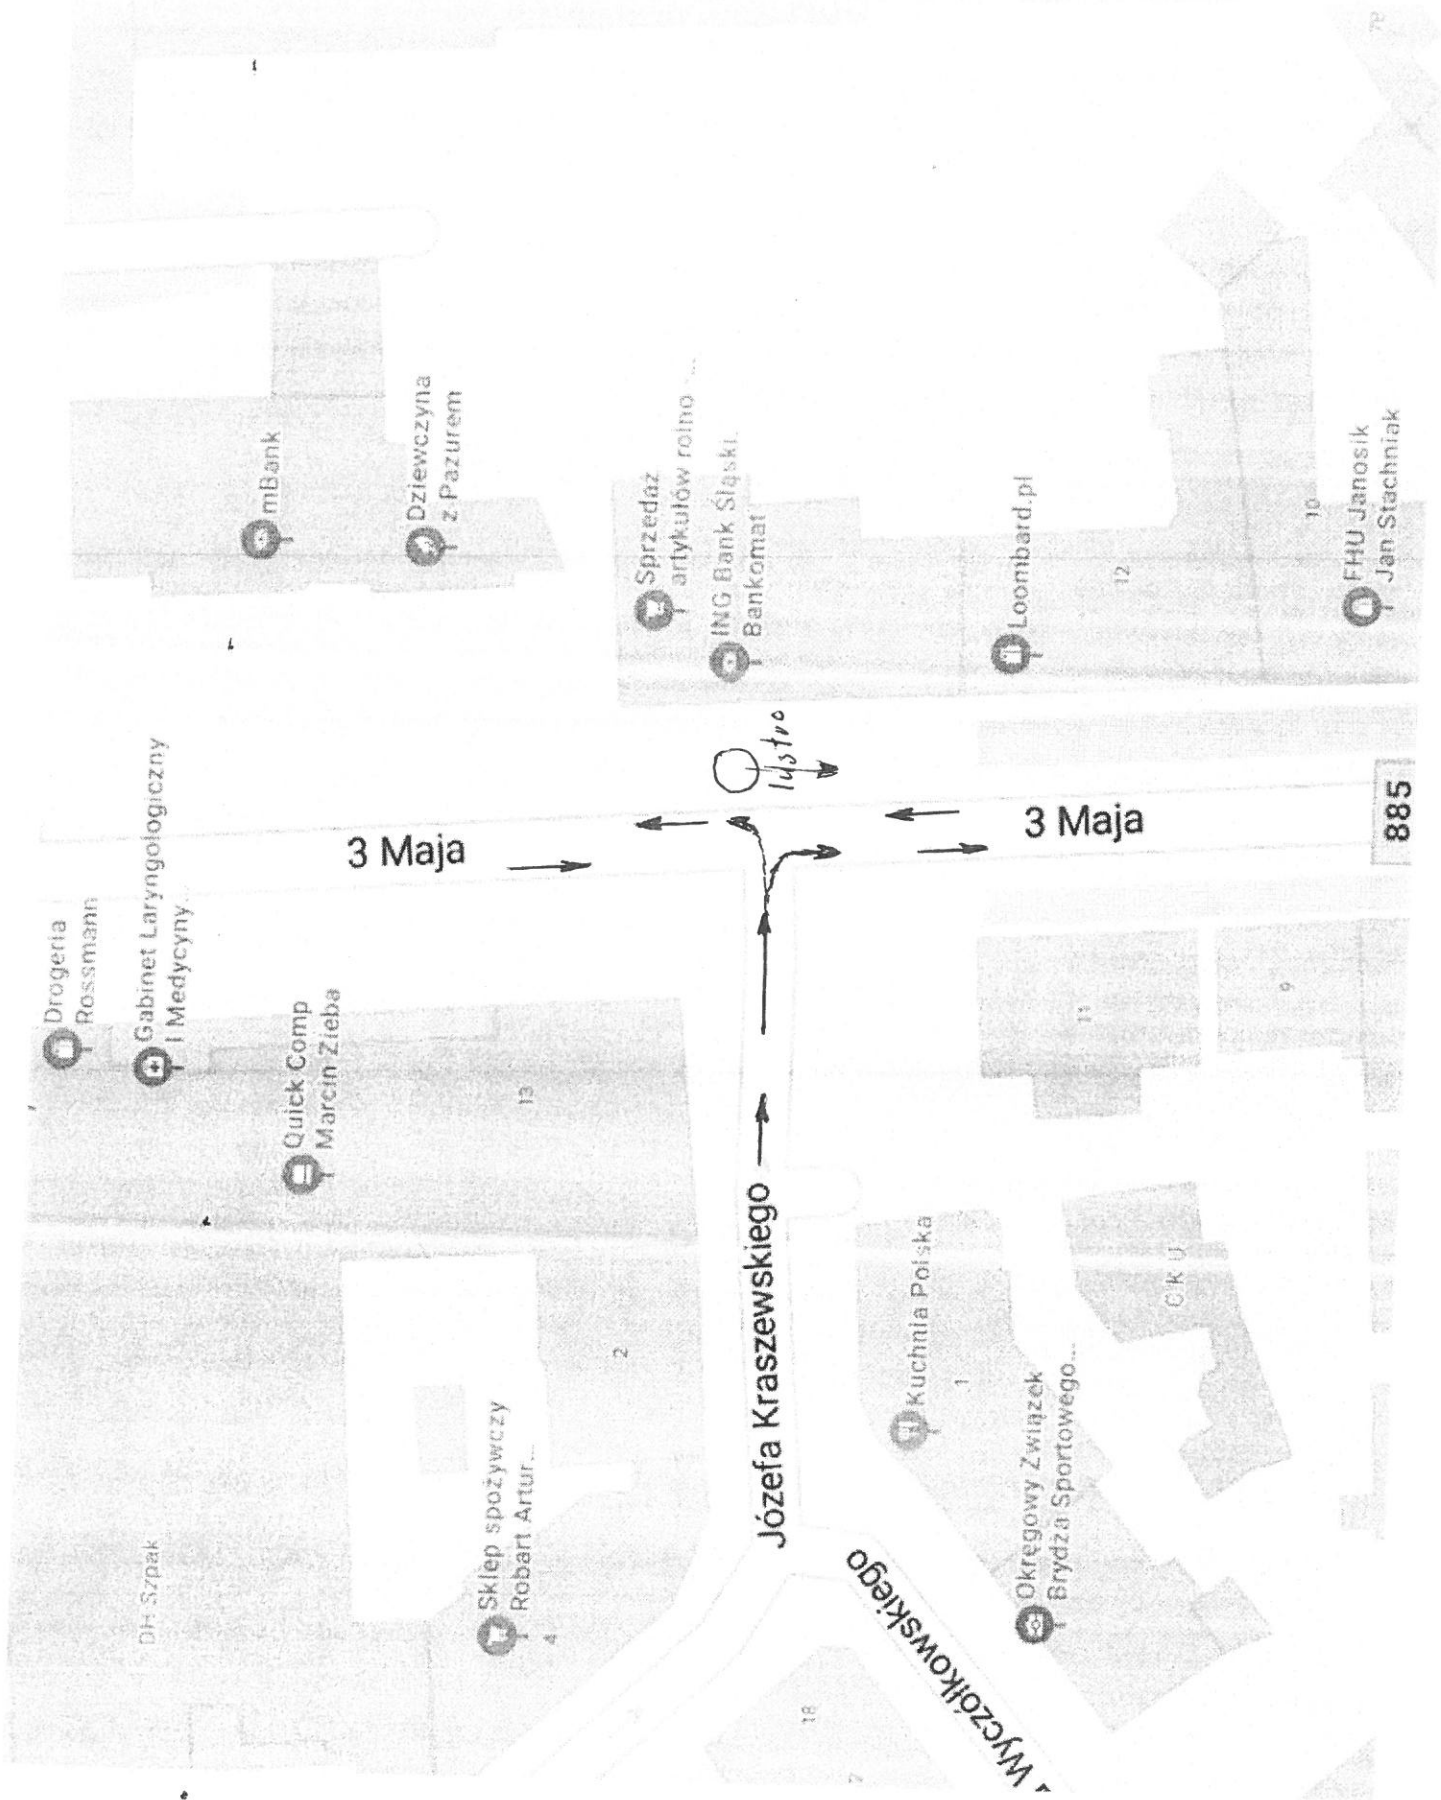 Drogeria
Rossmann
Gabinet Laryngologiczny
I Medycyny...
Quick Comp
Marcin Zięba
13
DH Szpak
Sklep spożywczy
Robart Artur...
4
2
mBank
Dziewczyna
z Pazurem
3 Maja
Sprzedaż
artykułów rolno -...
ING Bank Śląski.
Bankomat
lustro
Józefa Kraszewskiego
Loombard.pl
12
10
3 Maja
FHU Janosik
Jan Stachniak
885
11
9
Kuchnia Polska
1
C K U
Okręgowy Związek
Brydża Sportowego...
Wyczółkowskiego
18
7